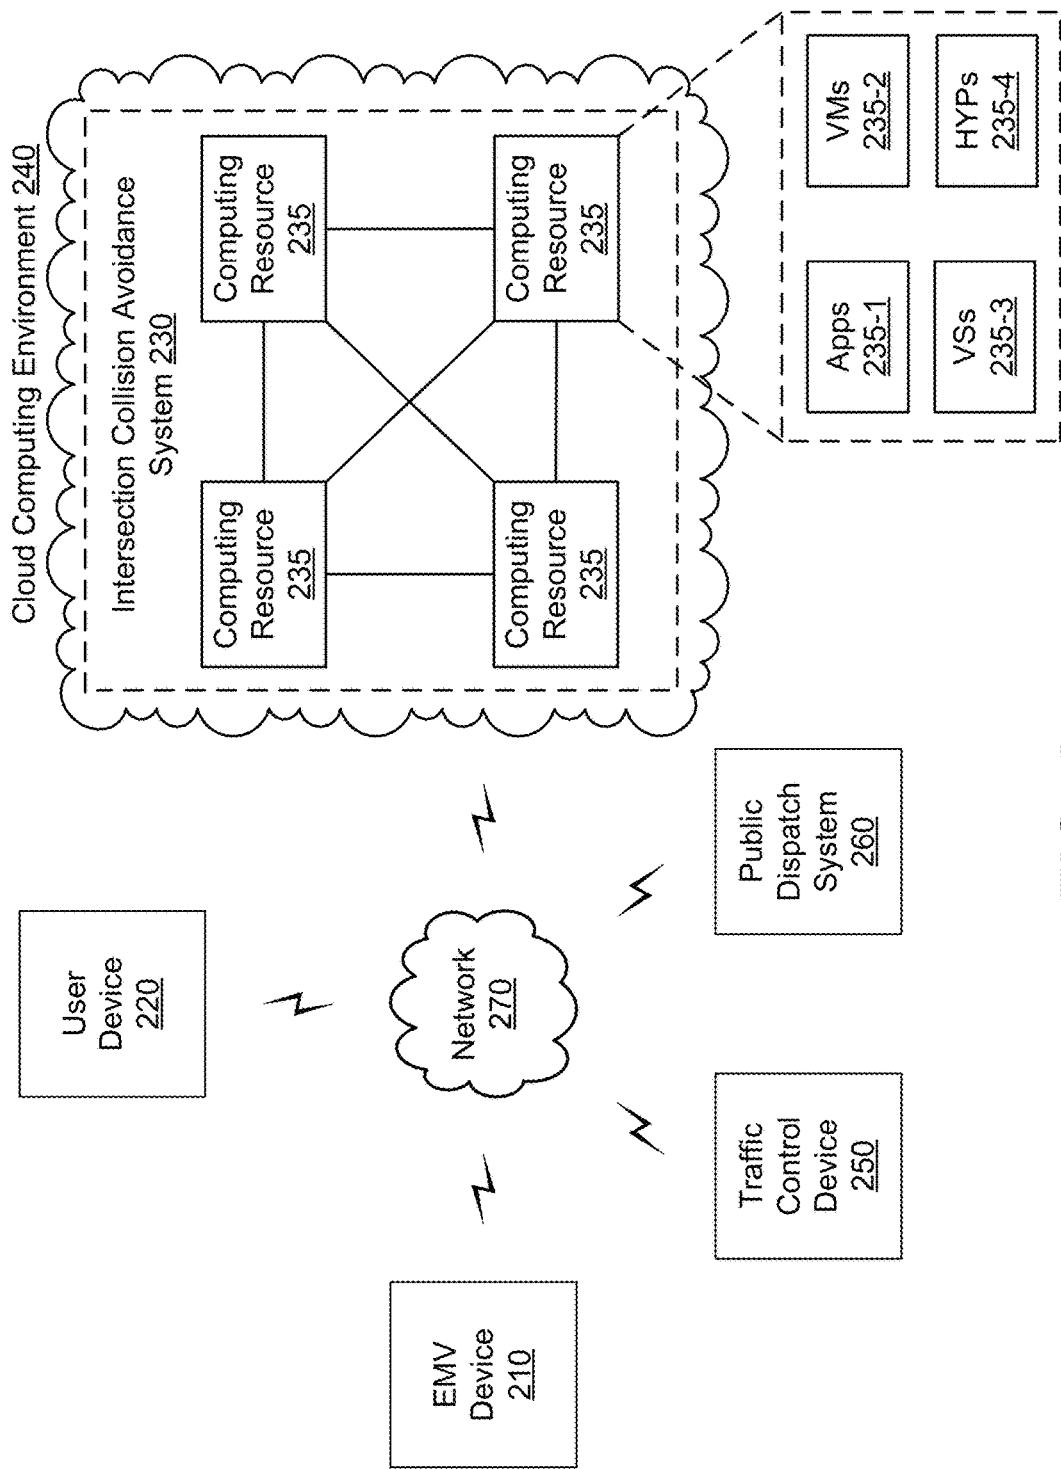 Cloud Computing Environment 240
Intersection Collision Avoidance
System 230
Computing
Resource
235
Computing
Resource
235
Computing
Resource
235
Computing
Resource
235
Apps
235-1
VMs
235-2
VSs
235-3
HYPs
235-4
User
Device
220
Network
270
EMV
Device
210
Traffic
Control
Device
250
Public
Dispatch
System
260